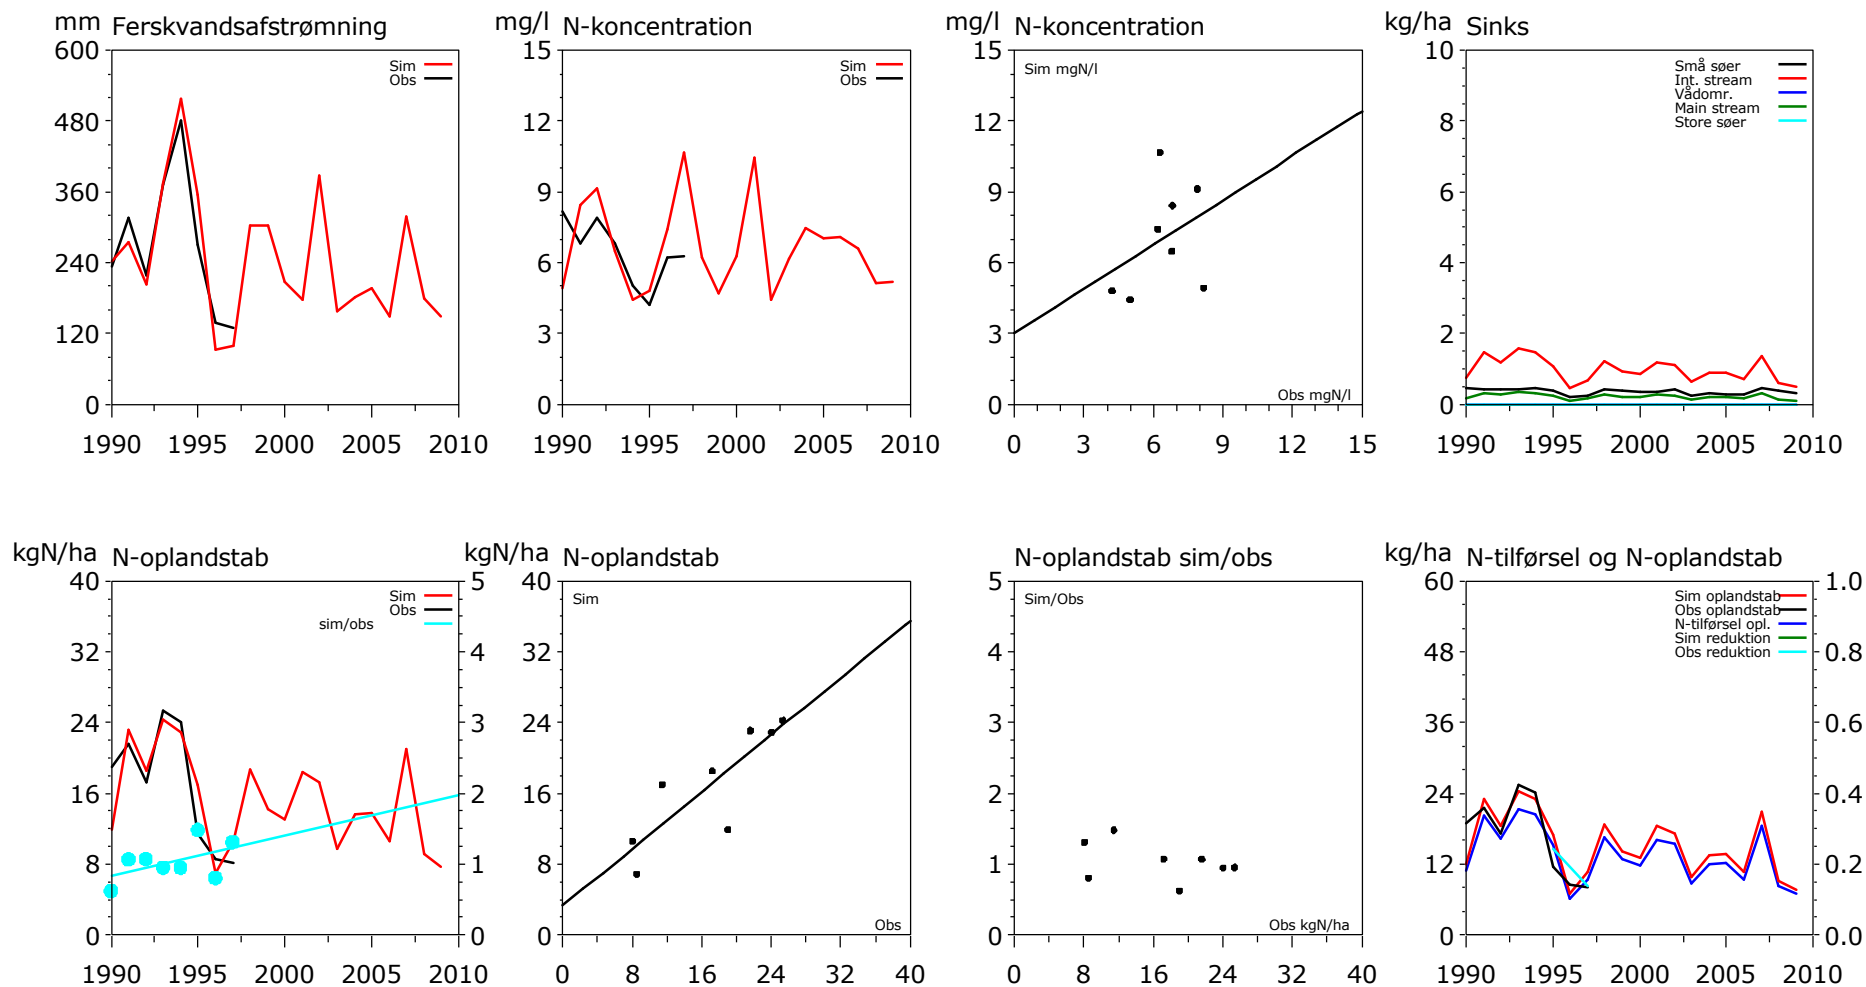 mm Ferskvandsafstrømning
600
480
360
240
120
0
1990 1995 2000 2005 2010
Sim
Obs
mg/l N-koncentration
15
12
9
6
3
0
1990 1995 2000 2005 2010
Sim
Obs
mg/l N-koncentration
15
12
9
6
3
0
0 3 6 9 12 15
Sim mgN/l
Obs mgN/l
kg/ha Sinks
10
8
6
4
2
0
1990 1995 2000 2005 2010
Små søer
Int. stream
Vådomr.
Main stream
Store søer
kgN/ha N-oplandstab
40
32
24
16
8
0
5
4
3
2
1
0
1990 1995 2000 2005 2010
Sim
Obs
sim/obs
kgN/ha N-oplandstab
40
32
24
16
8
0
0 8 16 24 32 40
Sim
Obs
N-oplandstab sim/obs
5
4
3
2
1
0
0 8 16 24 32 40
Sim/Obs
Obs kgN/ha
kg/ha N-tilførsel og N-oplandstab
60
48
36
24
12
0
1.0
0.8
0.6
0.4
0.2
0.0
1990 1995 2000 2005 2010
Sim oplandstab
Obs oplandstab
N-tilførsel opl.
Sim reduktion
Obs reduktion